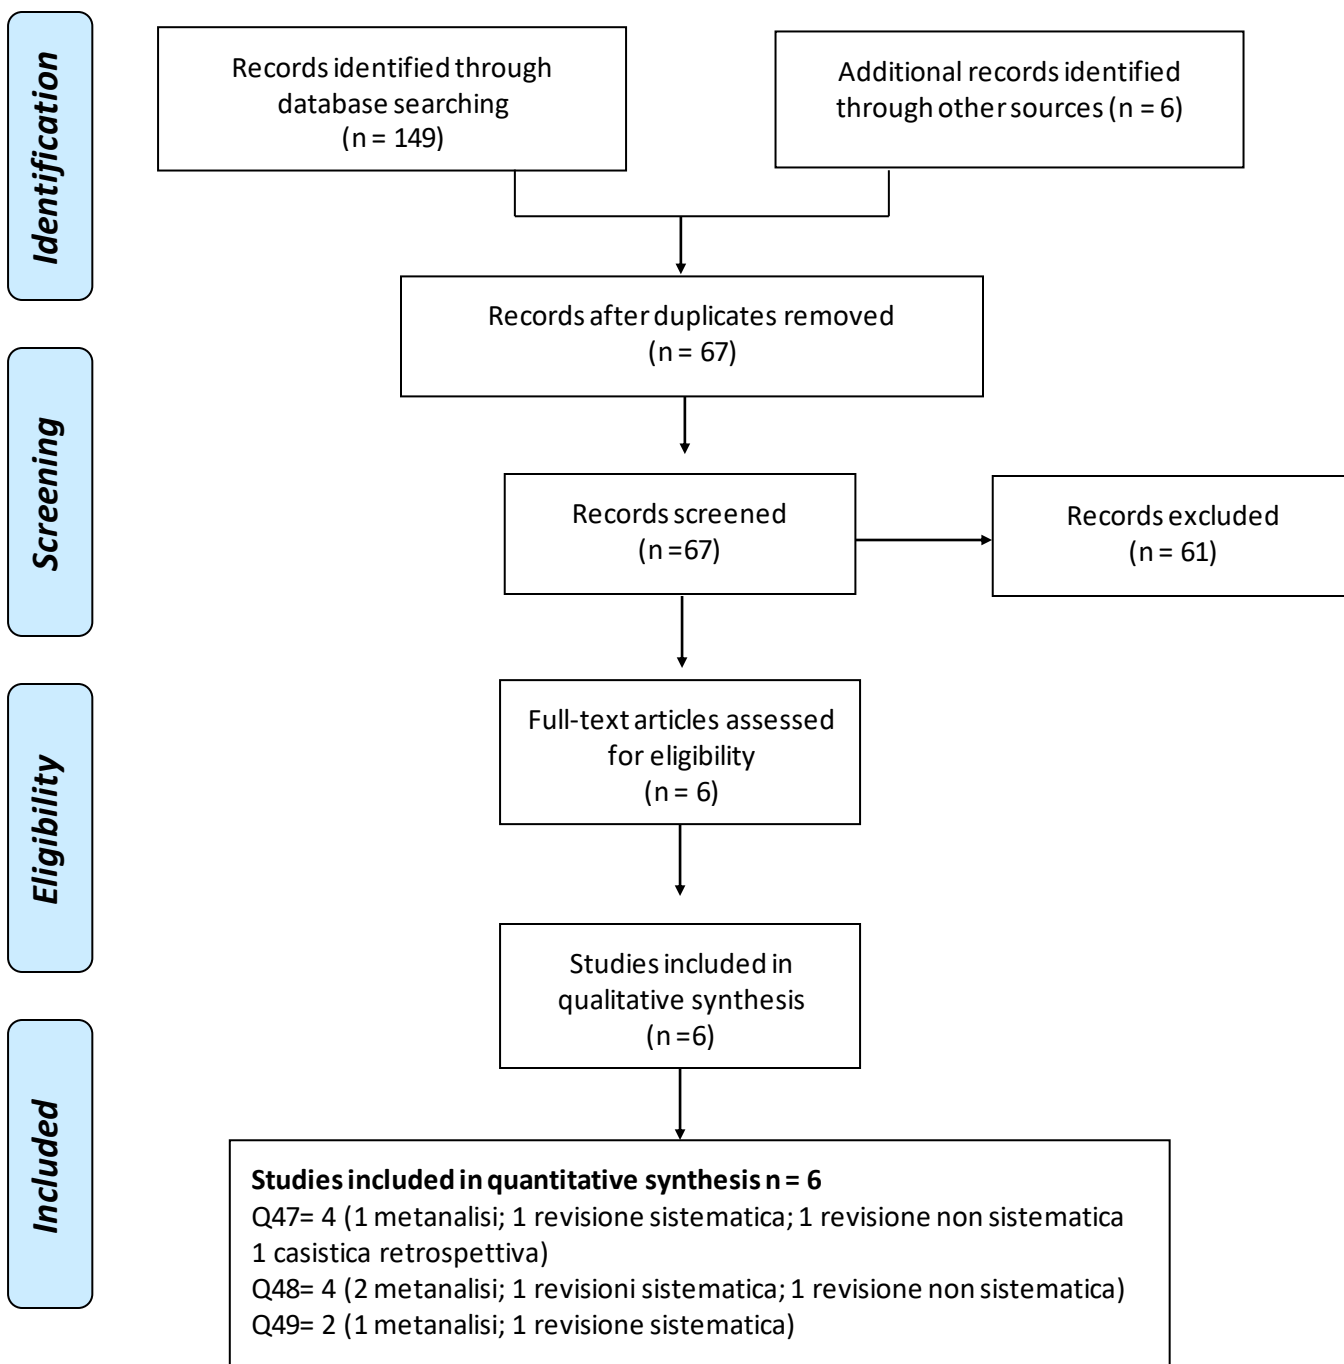 Identification
Records identified through
database searching
(n = 149)
Additional records identified
through other sources (n = 6)
Records after duplicates removed
(n = 67)
Screening
Records screened
(n =67)
Records excluded
(n = 61)
Eligibility
Full-text articles assessed
for eligibility
(n = 6)
Studies included in
qualitative synthesis
(n =6)
Included
Studies included in quantitative synthesis n = 6
Q47= 4 (1 metanalisi; 1 revisione sistematica; 1 revisione non sistematica
1 casistica retrospettiva)
Q48= 4 (2 metanalisi; 1 revisioni sistematica; 1 revisione non sistematica)
Q49= 2 (1 metanalisi; 1 revisione sistematica)